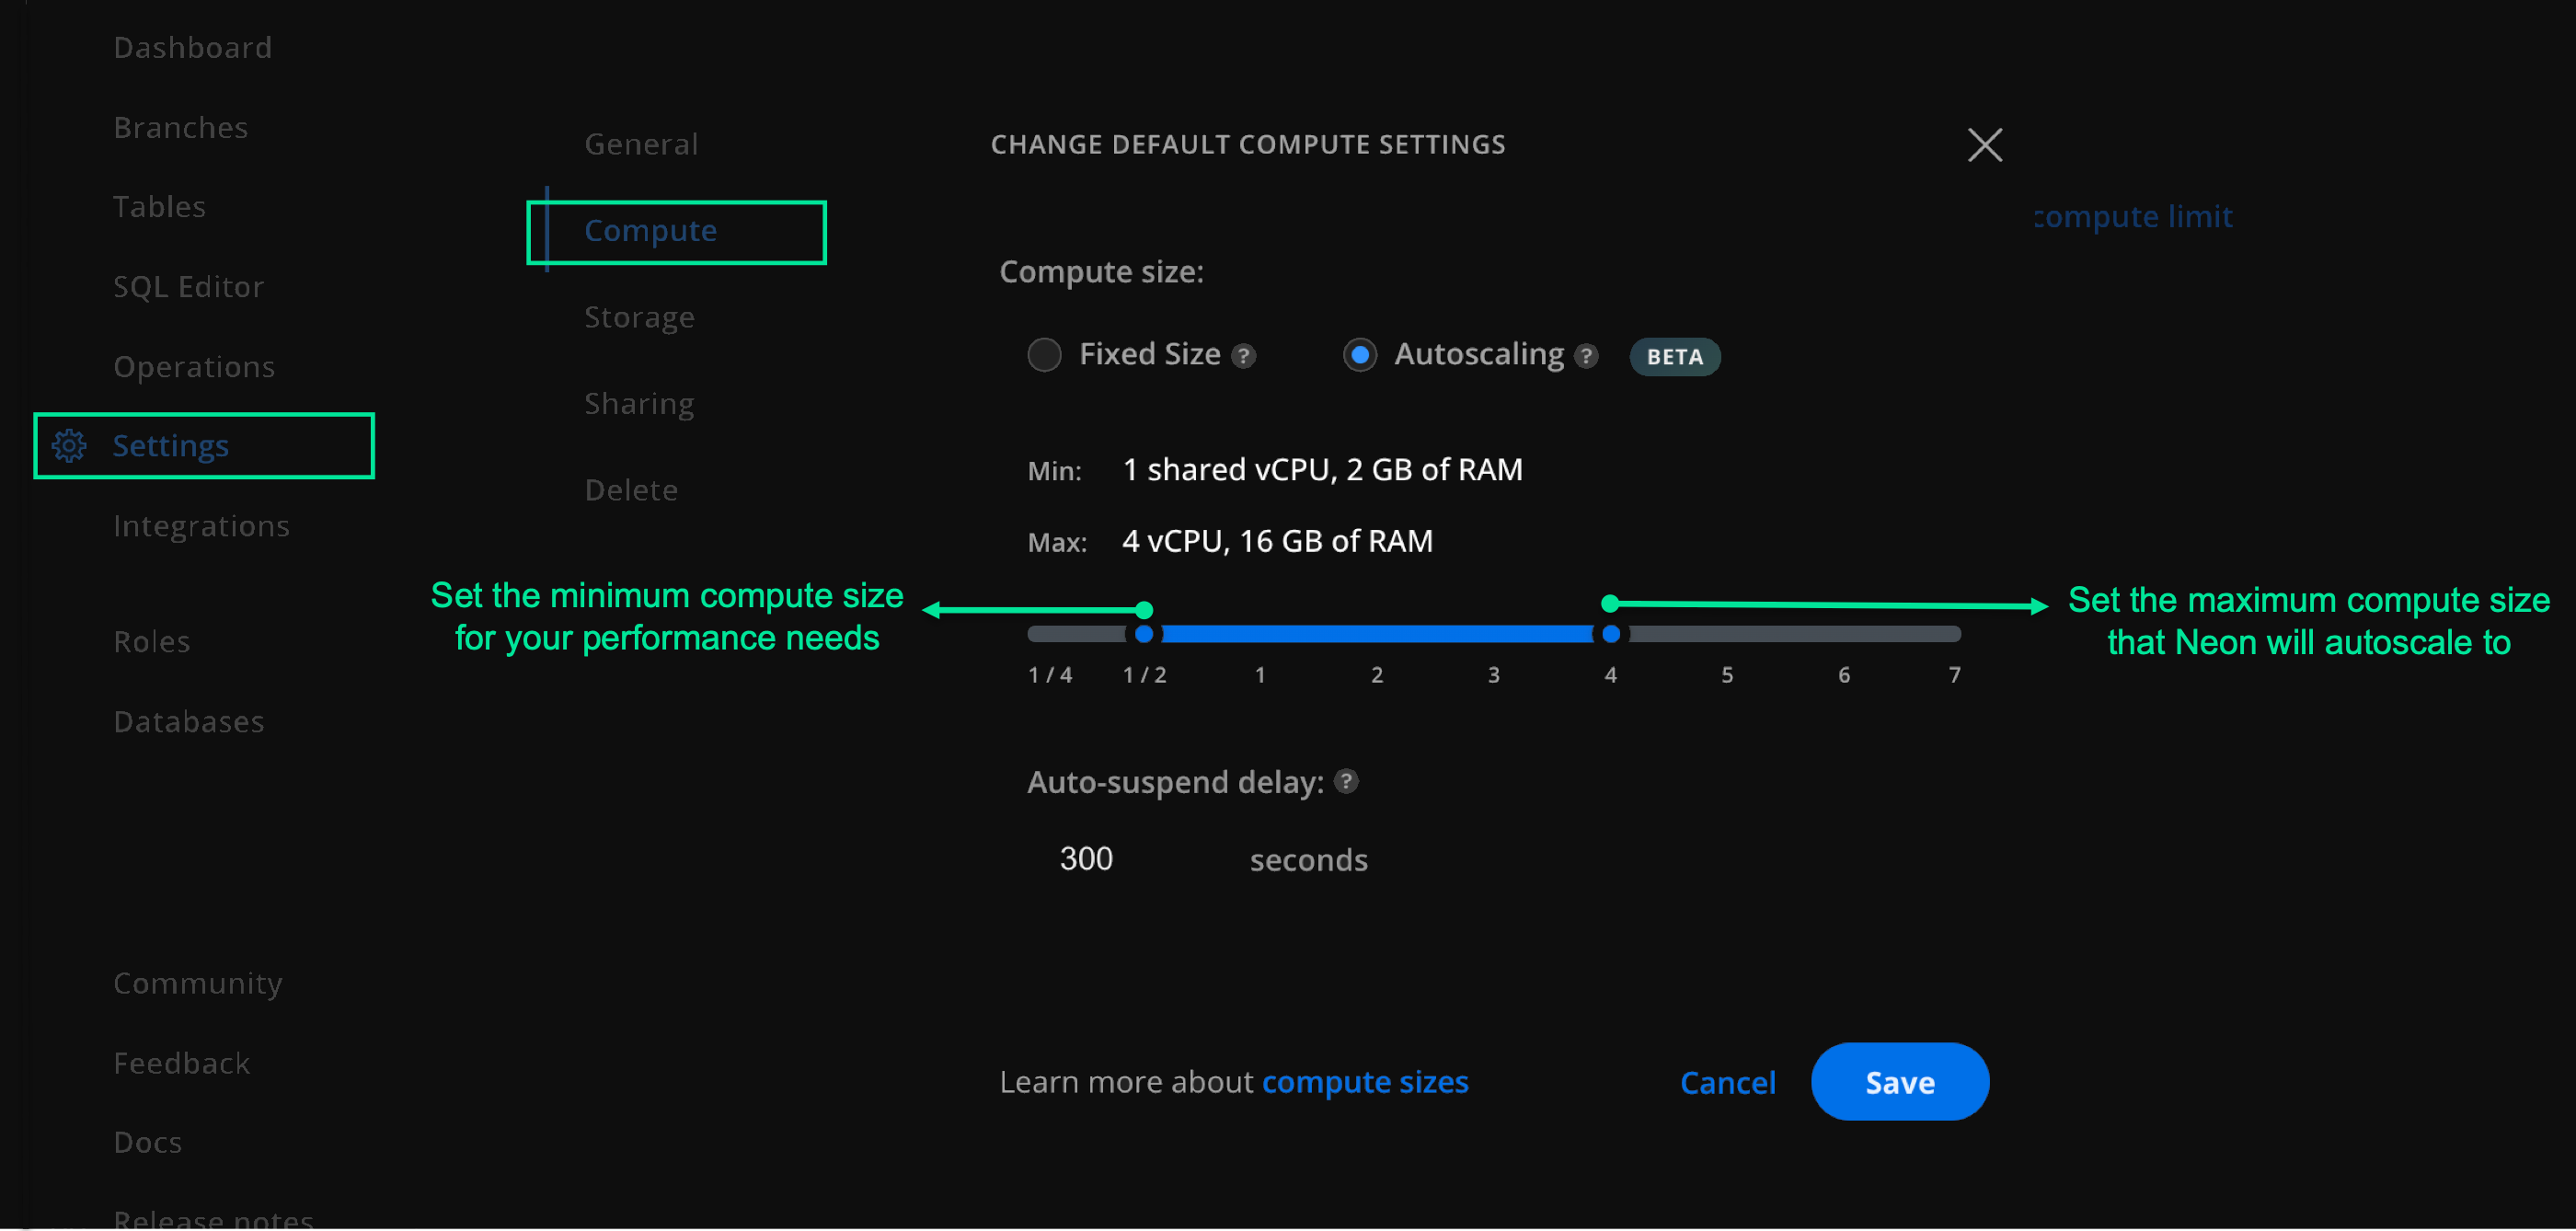 Dashboard
Branches
Tables
SQL Editor
Operations
Settings
Integrations
Roles
Databases
Community
Feedback
Docs
Release notes
General
Compute
Storage
Sharing
Delete
CHANGE DEFAULT COMPUTE SETTINGS
compute limit
Compute size:
Fixed Size ? Autoscaling ? BETA
Min: 1 shared vCPU, 2 GB of RAM
Max: 4 vCPU, 16 GB of RAM
Set the minimum compute size
for your performance needs
Set the maximum compute size
that Neon will autoscale to
1 / 4 1 / 2 1 2 3 4 5 6 7
Auto-suspend delay: ?
300 seconds
Learn more about compute sizes
Cancel Save